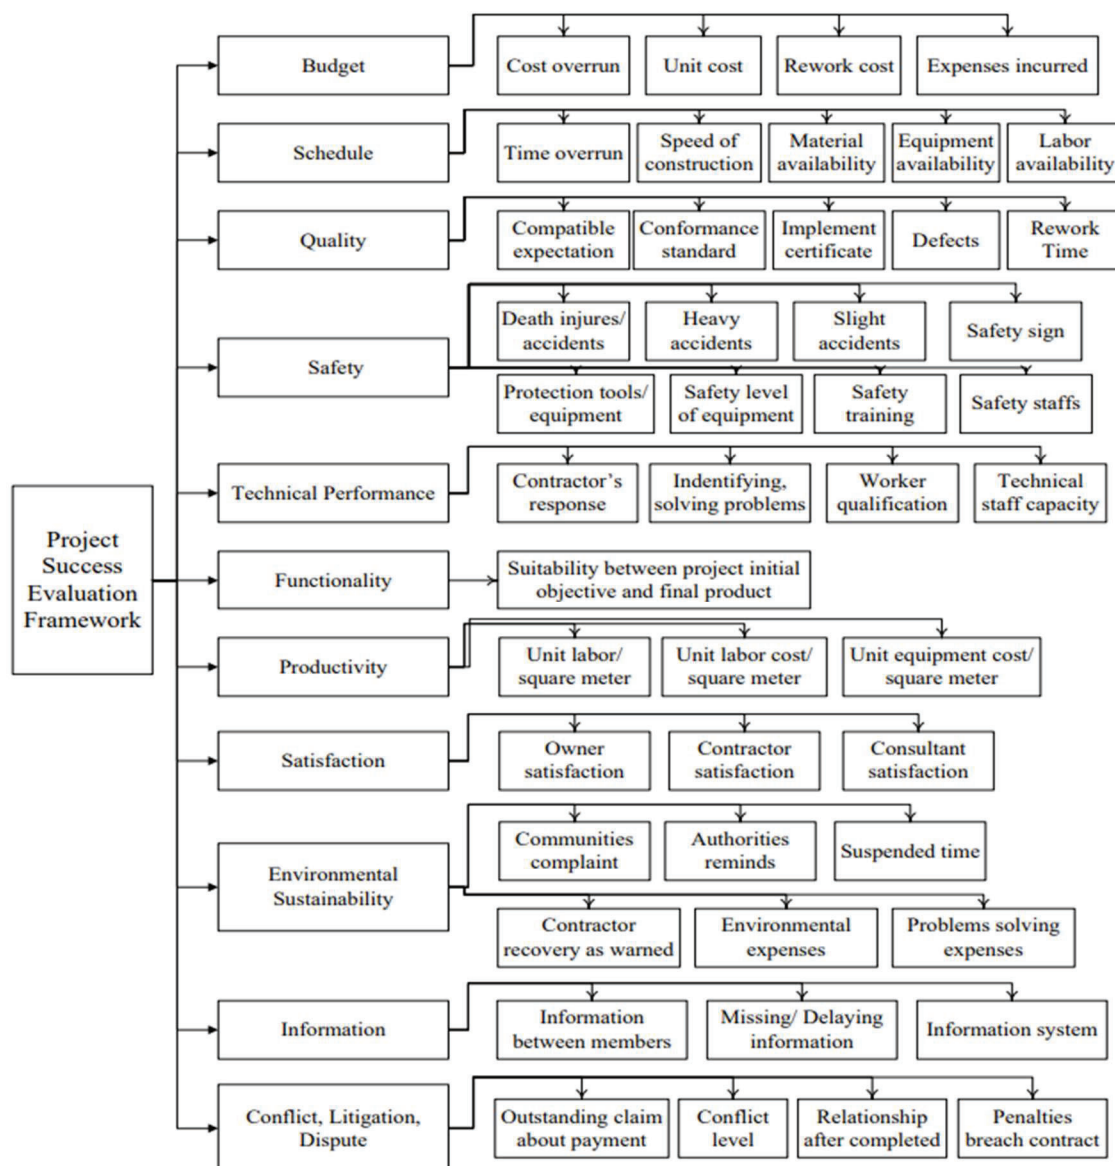 Budget
Cost overrun
Unit cost
Rework cost
Expenses incurred
Schedule
Time overrun
Speed of
construction
Material
availability
Equipment
availability
Labor
availability
Quality
Compatible
expectation
Conformance
standard
Implement
certificate
Defects
Rework
Time
Safety
Death injures/
accidents
Heavy
accidents
Slight
accidents
Safety sign
Protection tools/
equipment
Safety level
of equipment
Safety
training
Safety staffs
Project
Success
Evaluation
Framework
Technical Performance
Contractor's
response
Indentifying,
solving problems
Worker
qualification
Technical
staff capacity
Functionality
Suitability between project initial
objective and final product
Productivity
Unit labor/
square meter
Unit labor cost/
square meter
Unit equipment cost/
square meter
Satisfaction
Owner
satisfaction
Contractor
satisfaction
Consultant
satisfaction
Environmental
Sustainability
Communities
complaint
Authorities
reminds
Suspended time
Contractor
recovery as warned
Environmental
expenses
Problems solving
expenses
Information
Information
between members
Missing/ Delaying
information
Information system
Conflict, Litigation,
Dispute
Outstanding claim
about payment
Conflict
level
Relationship
after completed
Penalties
breach contract